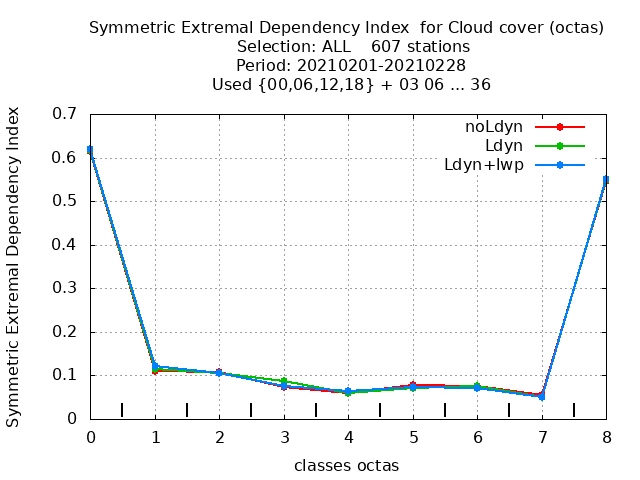 Symmetric Extremal Dependency Index  for Cloud cover (octas)
Selection: ALL    607 stations
Period: 20210201-20210228
Used {00,06,12,18} + 03 06 ... 36
noLdyn
Ldyn
Ldyn+lwp
Symmetric Extremal Dependency Index
0.7
0.6
0.5
0.4
0.3
0.2
0.1
0
0 1 2 3 4 5 6 7 8
classes octas